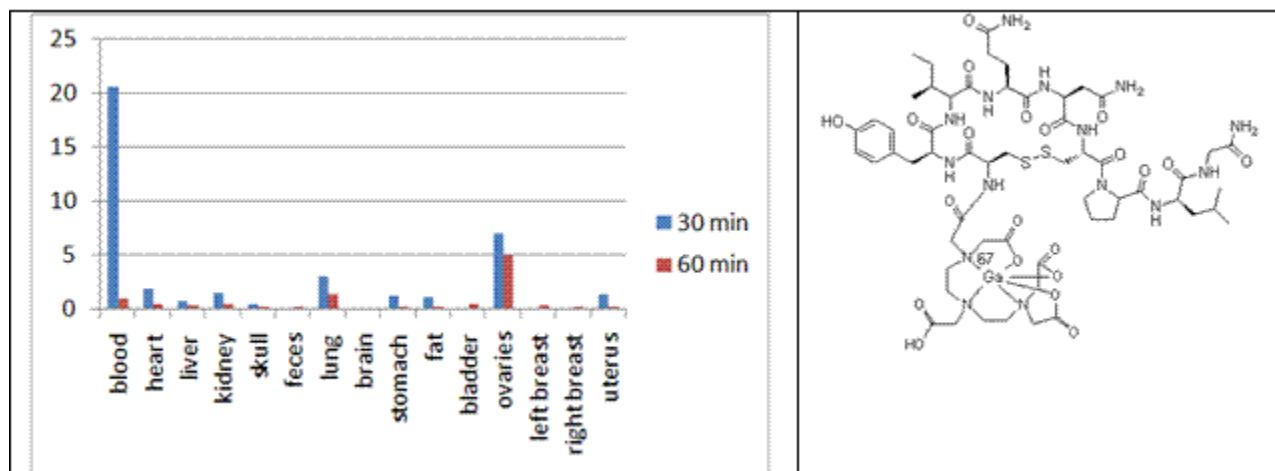 25
20
15
10
5
0
blood
heart
liver
kidney
skull
feces
lung
brain
stomach
fat
bladder
ovaries
left breast
right breast
uterus
30 min
60 min
NH₂
O
O
O
H
N
O
NH₂
N
H
O
O
O
NH
O
NH
HO
O
O
S-S
O
NH₂
N
H
NH
O
HN
O
O
N
O
N
H
O
O
N
67
O
O
Ga
O
O
N
N
O
O
HO